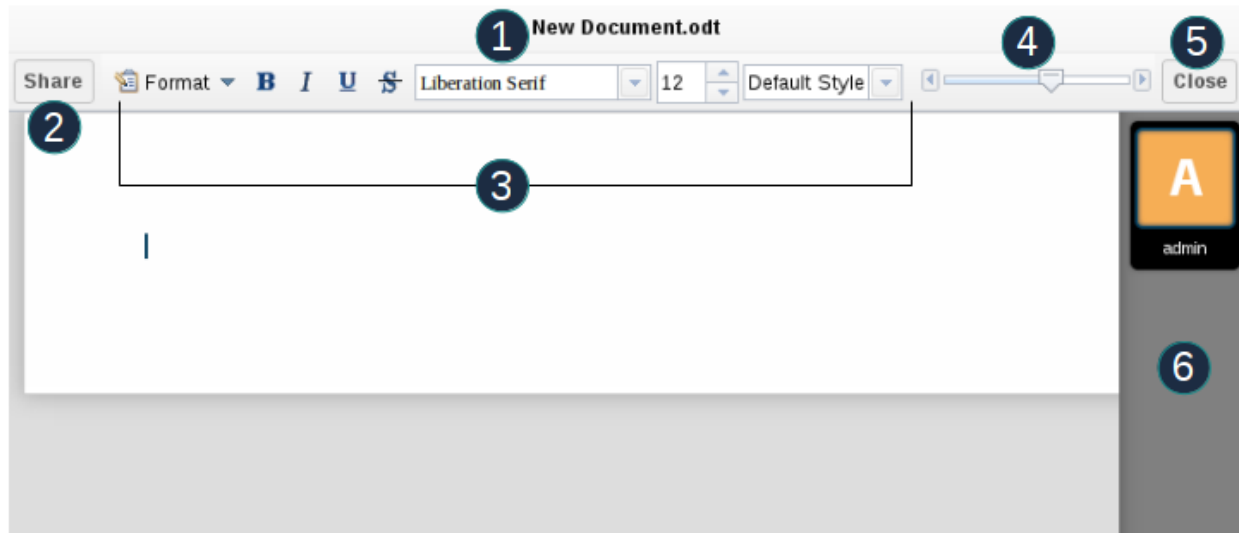 1 New Document.odt
4
5
Share Format B I U S Liberation Serif 12 Default Style Close
2
3
A
admin
6